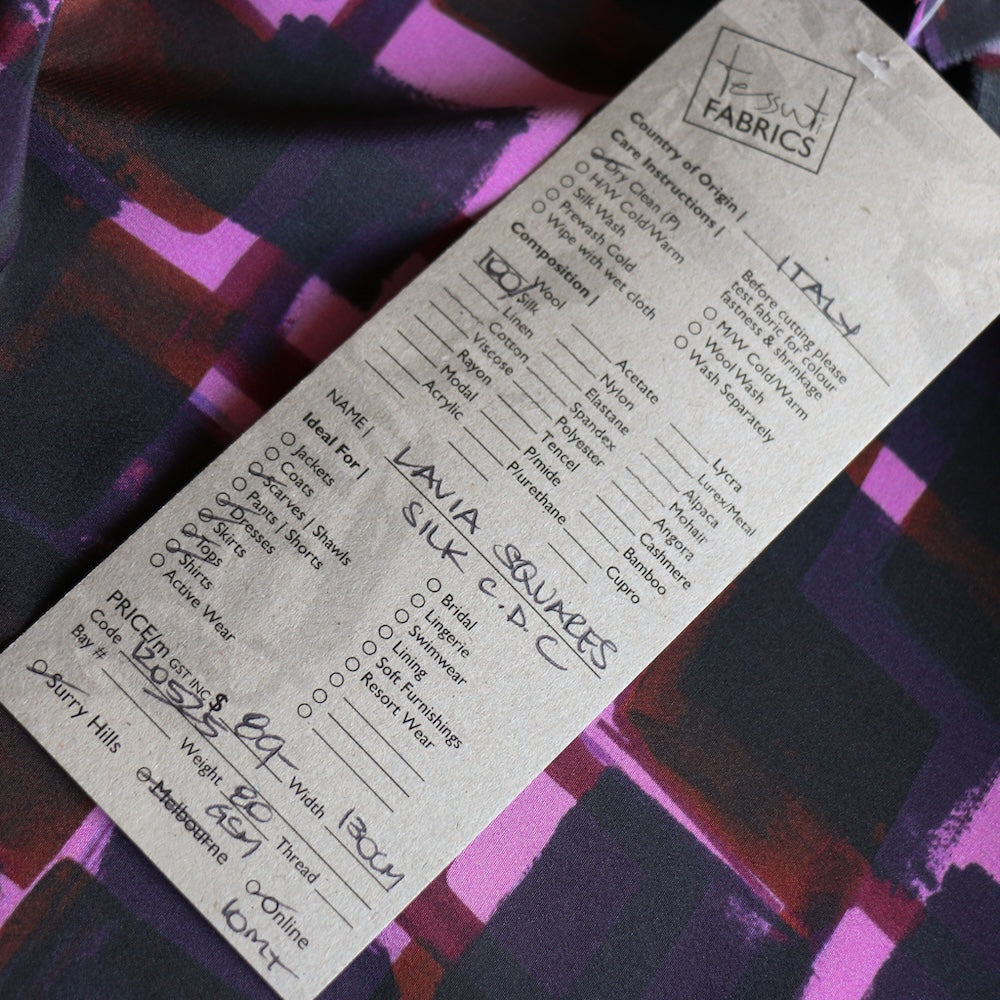 tessuti
FABRICS
Country of Origin | ITALY
Care Instructions |
Dry Clean (P)
H/W Cold/Warm
Silk Wash
Prewash Cold
Wipe with wet cloth
Before cutting please
test fabric for colour
fastness & shrinkage
M/W Cold/Warm
Wool Wash
Wash Separately
Composition |
Wool
100% Silk
Linen
Cotton
Viscose
Rayon
Modal
Acrylic
Acetate
Nylon
Elastane
Spandex
Polyester
Tencel
P/mide
P/urethane
Lycra
Lurex/Metal
Alpaca
Mohair
Angora
Cashmere
Bamboo
Cupro
NAME | LAVIA SQUARES
SILK C.D.C
Ideal For |
Jackets
Coats
Scarves | Shawls
Pants | Shorts
Dresses
Skirts
Tops
Shirts
Active Wear
Bridal
Lingerie
Swimwear
Lining
Soft Furnishings
Resort Wear
PRICE/m GST INC $ 89-
Code 120525
Bay #
Width 130CM
Weight 80
GSM
Thread
Surry Hills
Melbourne
Online
10MT